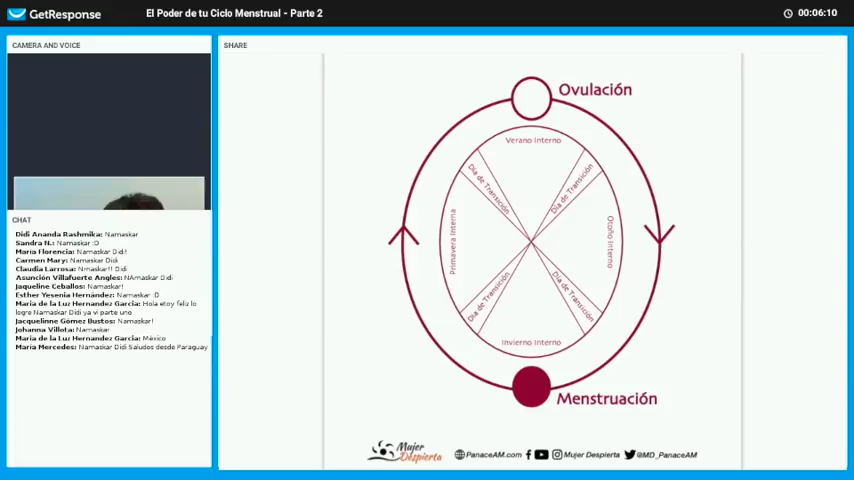 GetResponse
El Poder de tu Ciclo Menstrual - Parte 2
00:06:10
CAMERA AND VOICE
SHARE
CHAT
Didi Ananda Rashmika: Namaskar
Sandra N.: Namaskar :D
María Florencia: Namaskar Didi!
Carmen Mary: Namaskar Didi
Claudia Larrosa: Nmaskar!! Didi
Asunción Villafuerte Angles: NAmaskar Didi
Jaqueline Ceballos: Namaskar!
Esther Yesenia Hernández: Namaskar :D
Maria de la Luz Hernandez Garcia: Hola etoy feliz lo
logre Namaskar Didi ya vi parte uno
Jacquelinne Gómez Bustos: Namaskar!
Johanna Villota: Namaskar
Maria de la Luz Hernandez Garcia: México
Maria Mercedes: Namaskar Didi Saludos desde Paraguay
Ovulación
Verano Interno
Día de Transición
Día de Transición
Primavera Interna
Otoño Interno
Día de Transición
Día de Transición
Invierno Interno
Menstruación
Mujer
Despierta
PanaceAM.com
Mujer Despierta
@MD_PanaceAM